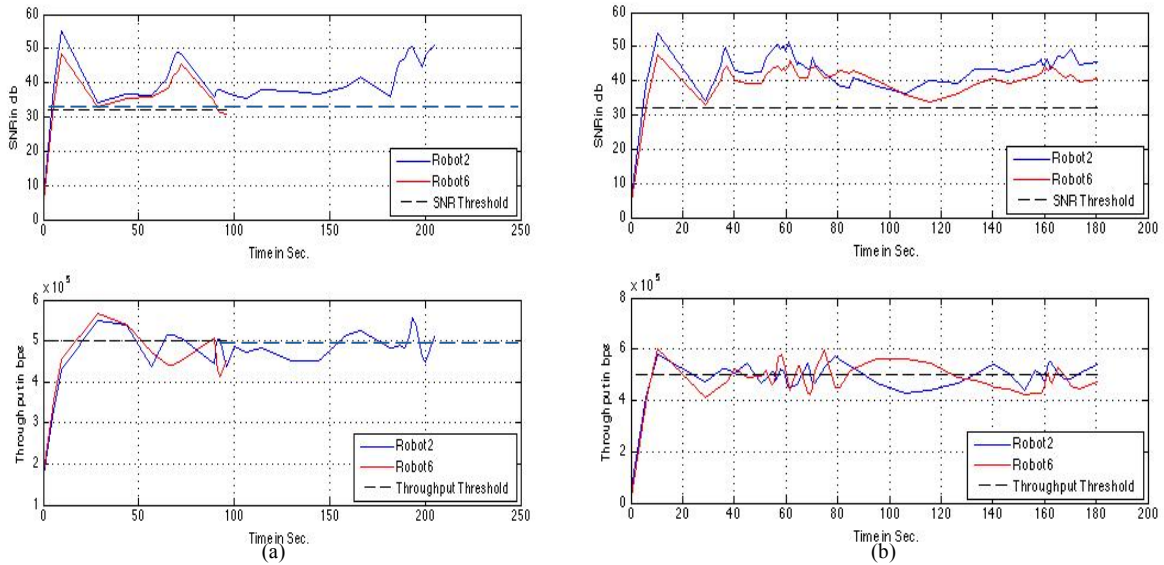 60
50
40
30
20
10
0
SNR in db
0 50 100 150 200 250
Time in Sec.
Robot2
Robot6
SNR Threshold
x 10^5
6
5
4
3
2
1
Throughput in bps
0 50 100 150 200 250
Time in Sec.
Robot2
Robot6
Throughput Threshold
(a)
60
50
40
30
20
10
0
SNR in db
0 20 40 60 80 100 120 140 160 180 200
Time in Sec.
Robot2
Robot6
SNR Threshold
x 10^5
8
6
4
2
0
Throughput in bps
0 20 40 60 80 100 120 140 160 180 200
Time in Sec.
Robot2
Robot6
Throughput Threshold
(b)